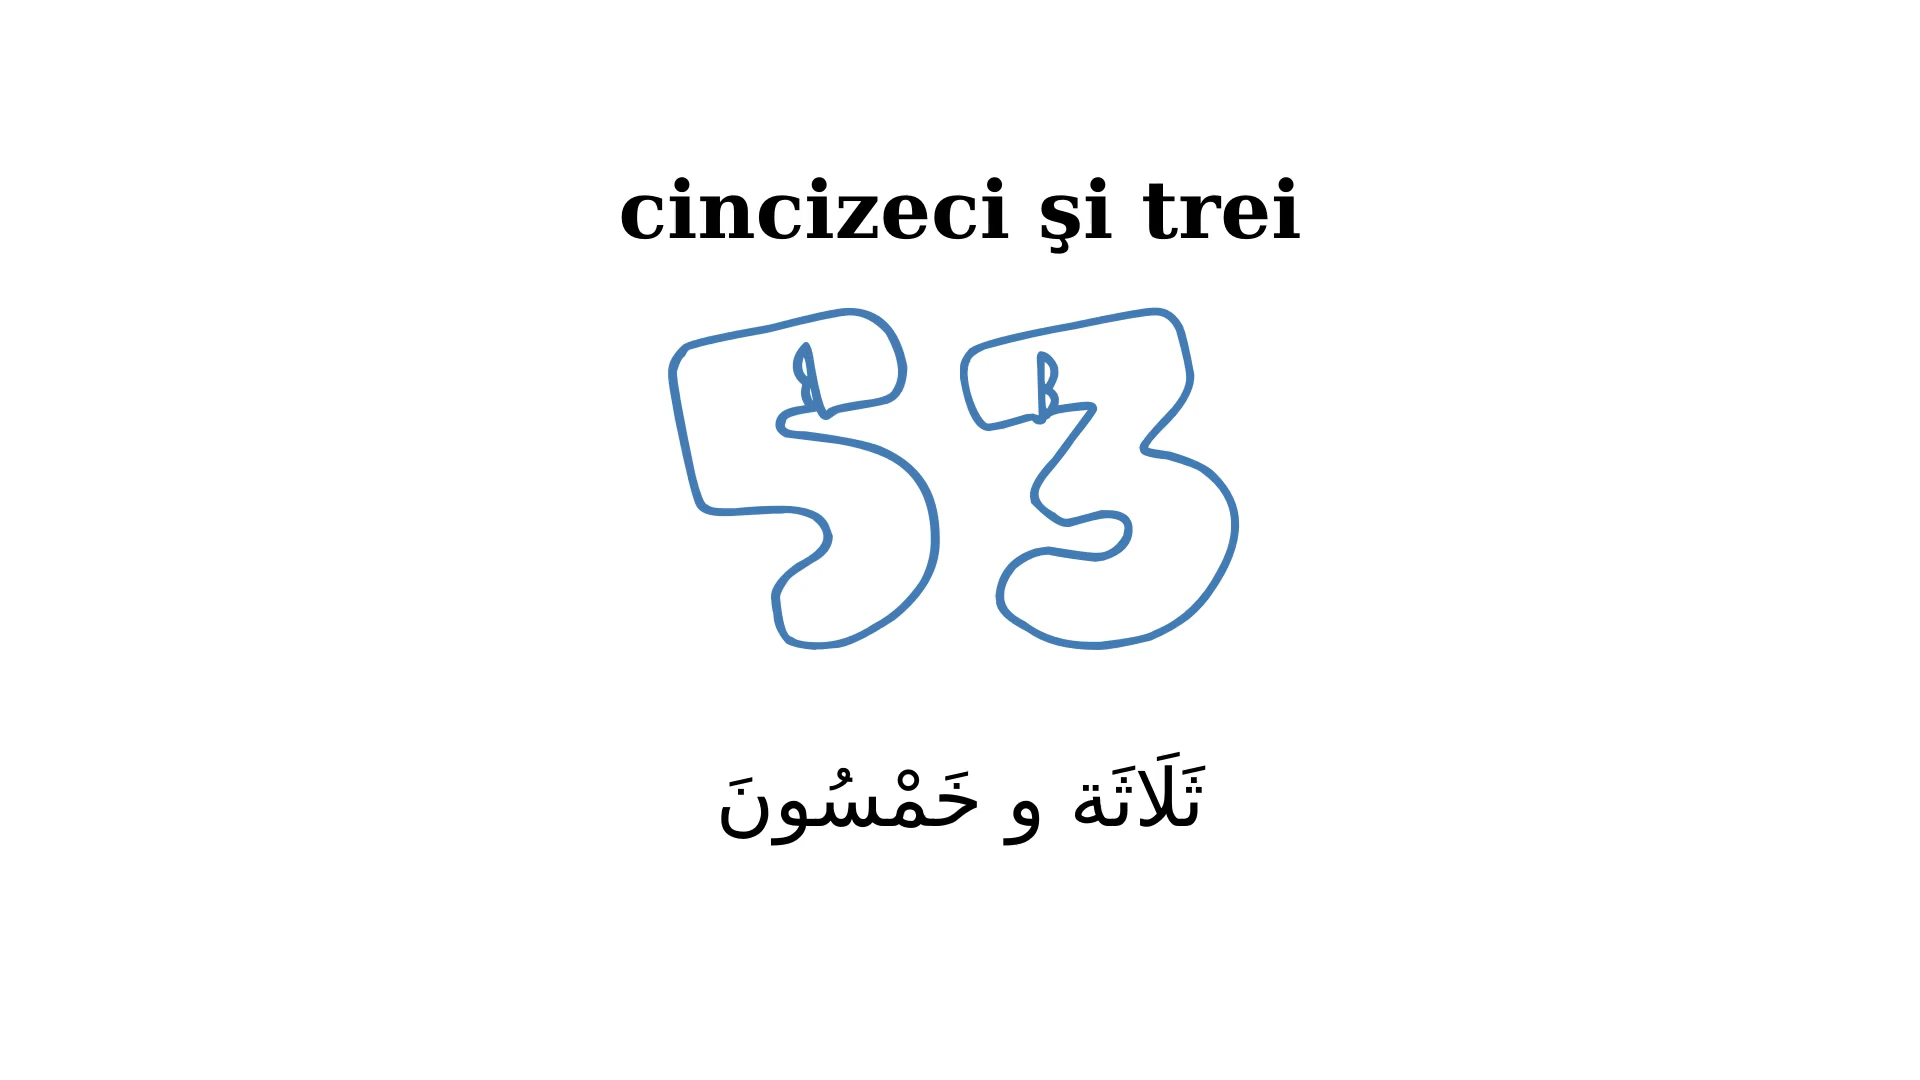 cincizeci şi trei
53
ثَلَاثَة و خَمْسُونَ